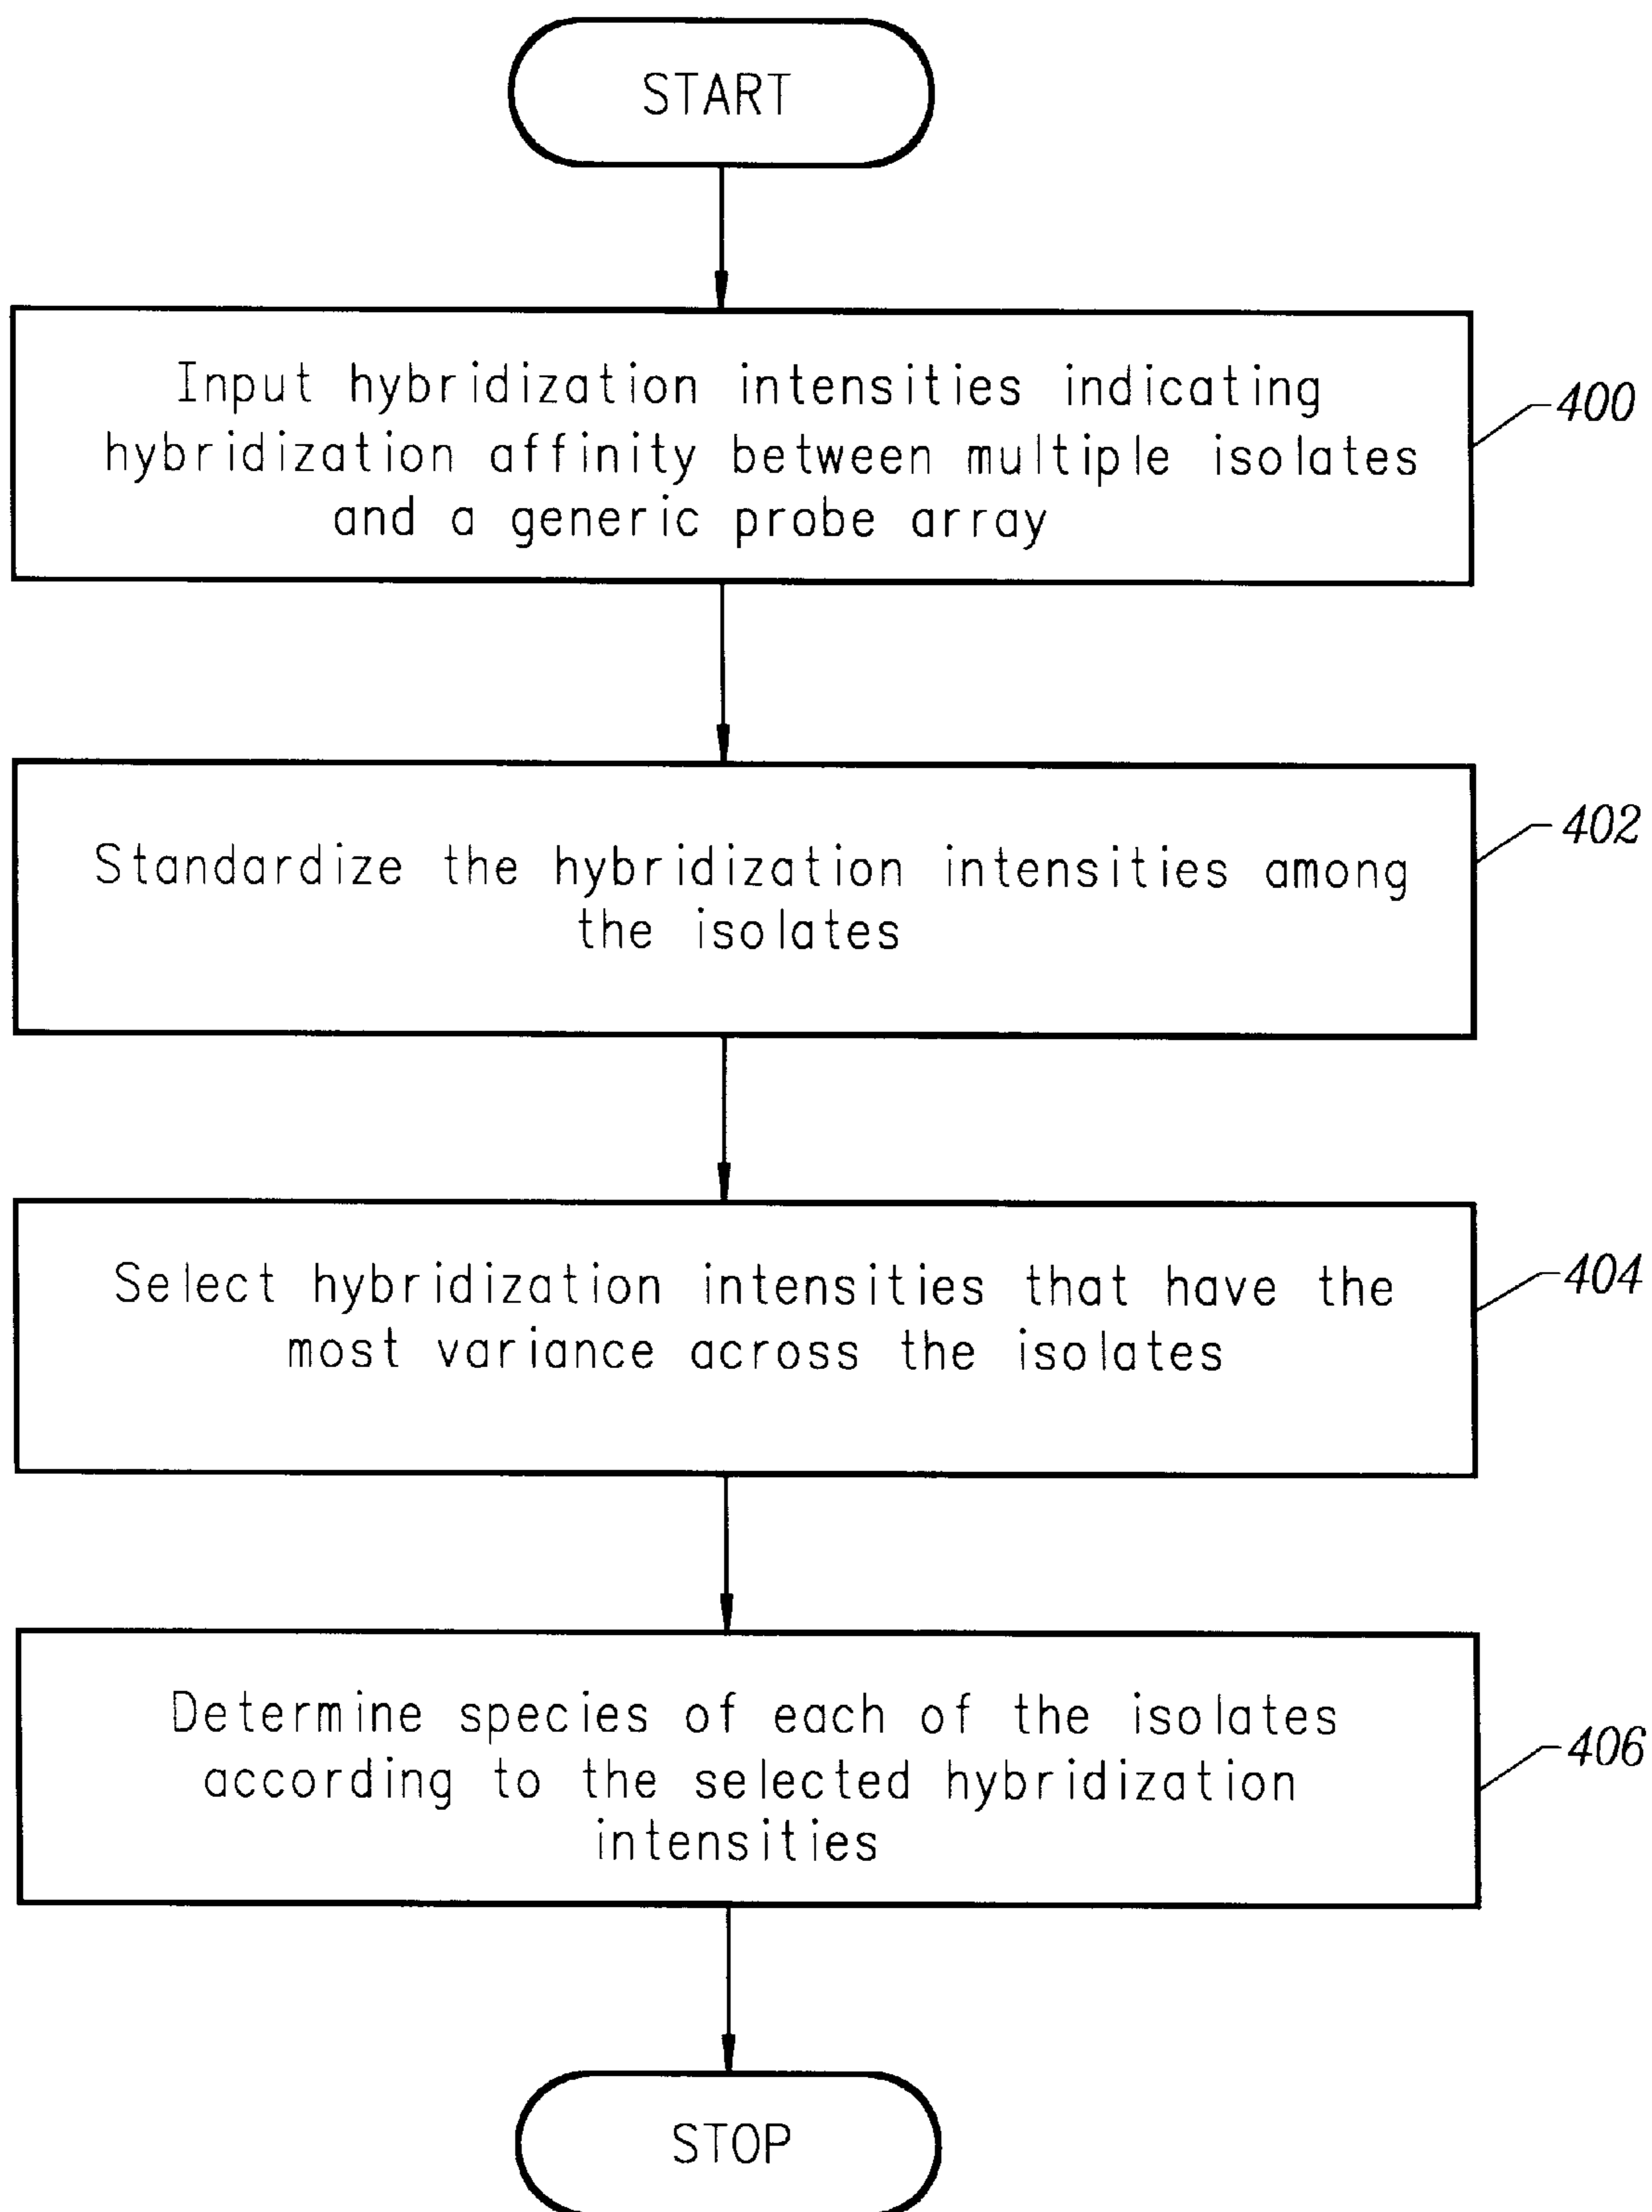 START
Input hybridization intensities indicating
hybridization affinity between multiple isolates
and a generic probe array
400
Standardize the hybridization intensities among
the isolates
402
Select hybridization intensities that have the
most variance across the isolates
404
Determine species of each of the isolates
according to the selected hybridization
intensities
406
STOP